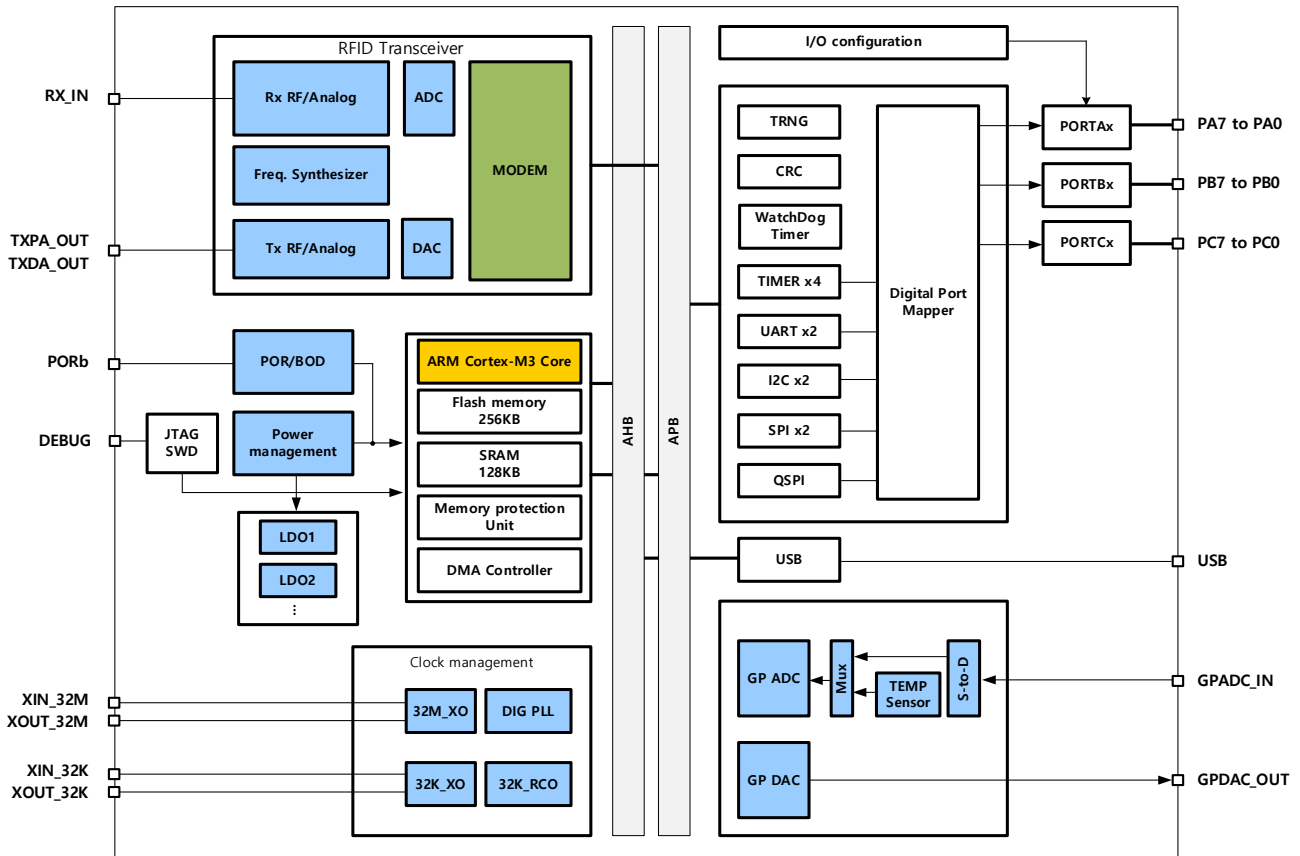 RFID Transceiver
RX_IN
Rx RF/Analog
ADC
MODEM
Freq. Synthesizer
TXPA_OUT
TXDA_OUT
Tx RF/Analog
DAC
PORb
POR/BOD
DEBUG
JTAG
SWD
Power
management
LDO1
LDO2
⋮
ARM Cortex-M3 Core
Flash memory
256KB
SRAM
128KB
Memory protection
Unit
DMA Controller
Clock management
XIN_32M
XOUT_32M
32M_XO
DIG PLL
XIN_32K
XOUT_32K
32K_XO
32K_RCO
AHB
APB
I/O configuration
TRNG
CRC
WatchDog
Timer
TIMER x4
UART x2
I2C x2
SPI x2
QSPI
Digital Port
Mapper
PORTAx
PA7 to PA0
PORTBx
PB7 to PB0
PORTCx
PC7 to PC0
USB
USB
GP ADC
Mux
TEMP
Sensor
S-to-D
GPADC_IN
GP DAC
GPDAC_OUT